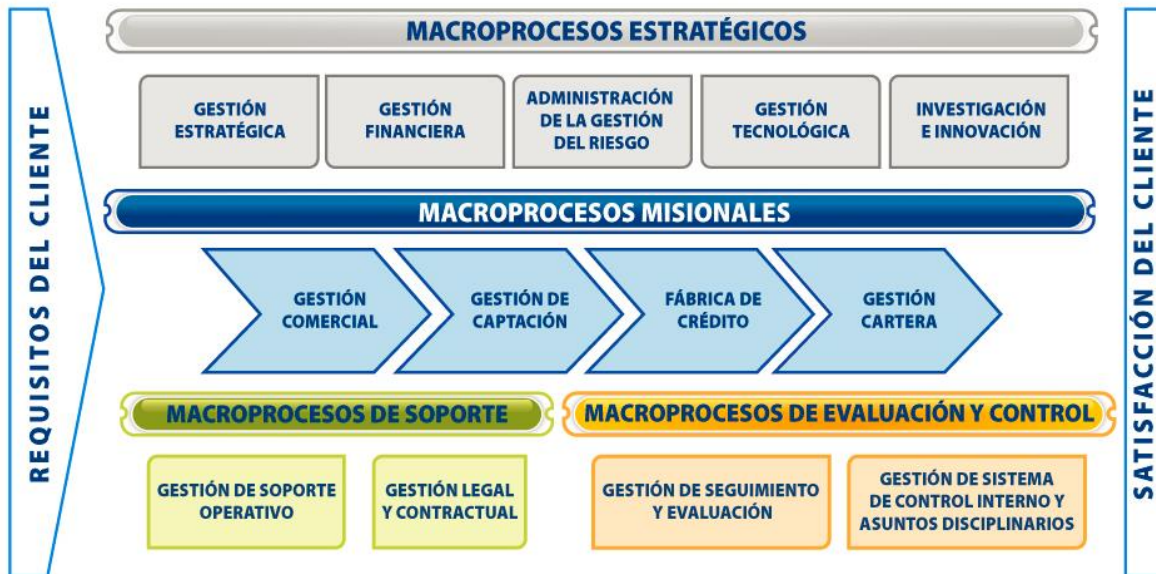 REQUISITOS DEL CLIENTE
MACROPROCESOS ESTRATÉGICOS
GESTIÓN
ESTRATÉGICA
GESTIÓN
FINANCIERA
ADMINISTRACIÓN
DE LA GESTIÓN
DEL RIESGO
GESTIÓN
TECNOLÓGICA
INVESTIGACIÓN
E INNOVACIÓN
MACROPROCESOS MISIONALES
GESTIÓN
COMERCIAL
GESTIÓN DE
CAPTACIÓN
FÁBRICA DE
CRÉDITO
GESTIÓN
CARTERA
MACROPROCESOS DE SOPORTE
GESTIÓN DE SOPORTE
OPERATIVO
GESTIÓN LEGAL
Y CONTRACTUAL
MACROPROCESOS DE EVALUACIÓN Y CONTROL
GESTIÓN DE SEGUIMIENTO
Y EVALUACIÓN
GESTIÓN DE SISTEMA
DE CONTROL INTERNO Y
ASUNTOS DISCIPLINARIOS
SATISFACCIÓN DEL CLIENTE